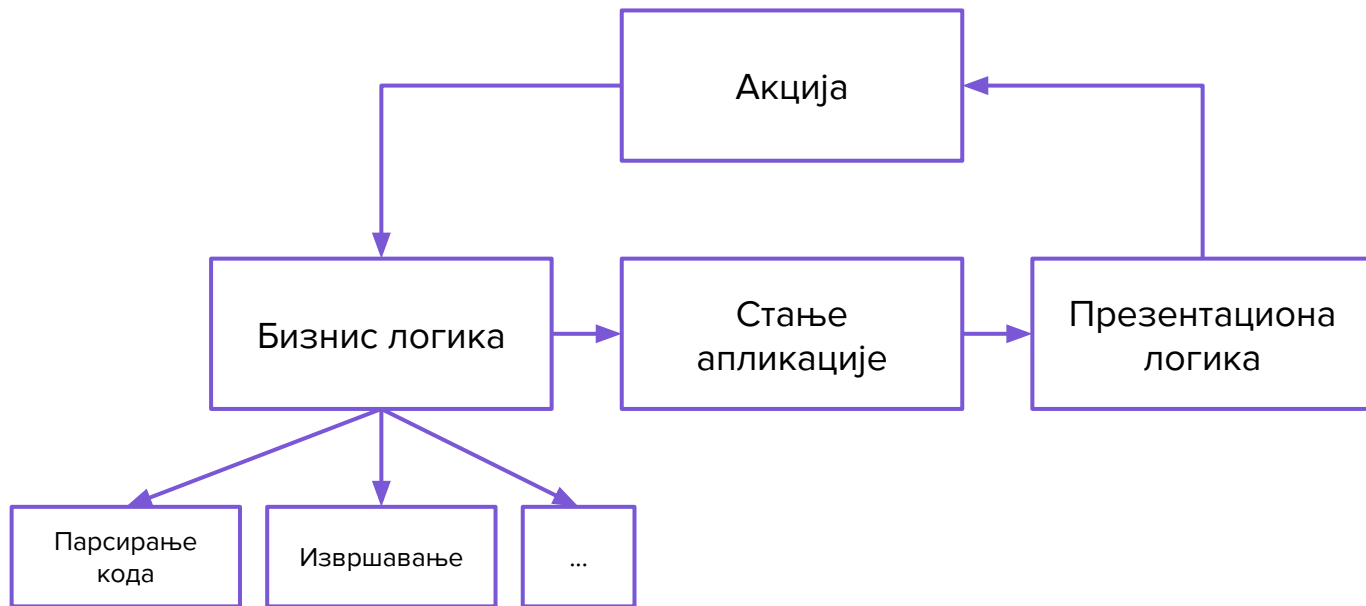 Акција
Бизнис логика
Стање
апликације
Презентациона
логика
Парсирање
кода
Извршавање
...